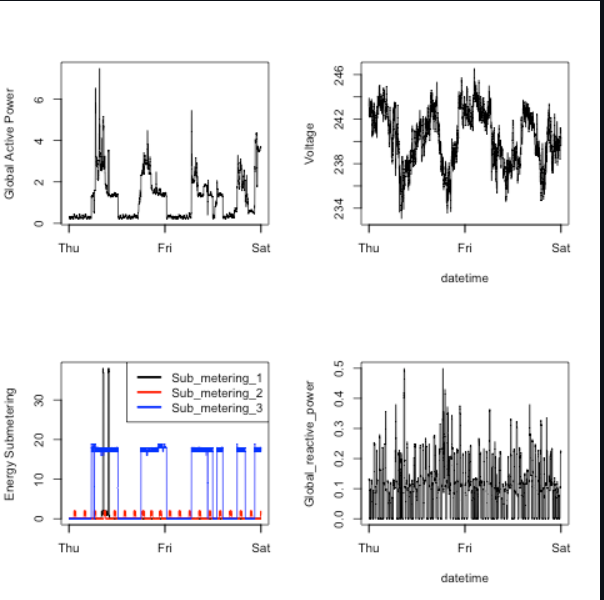 Global Active Power
6
4
2
0
Thu Fri Sat
Voltage
246
242
238
234
Thu Fri Sat
datetime
Energy Submetering
30
20
10
0
Sub_metering_1
Sub_metering_2
Sub_metering_3
Thu Fri Sat
Global_reactive_power
0.5
0.4
0.3
0.2
0.1
0.0
Thu Fri Sat
datetime